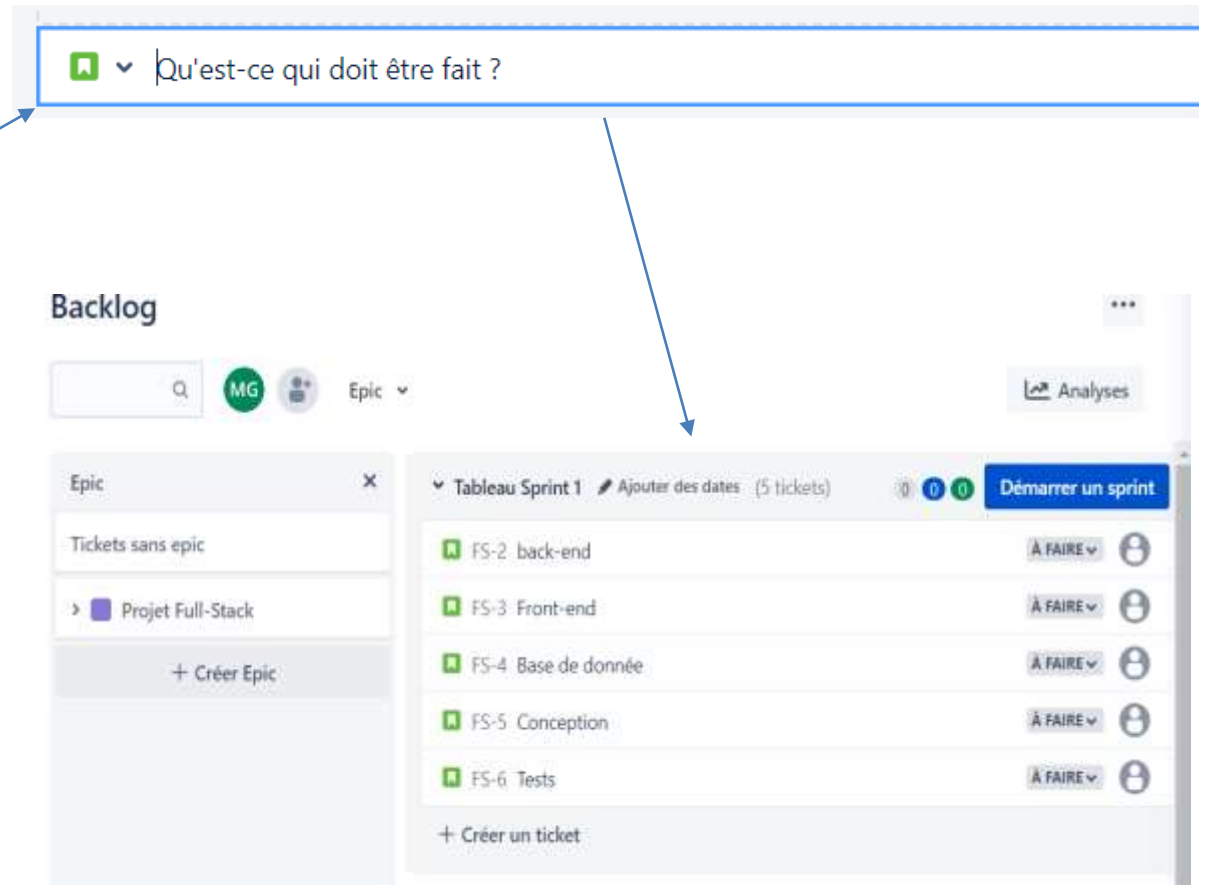 Qu'est-ce qui doit être fait ?
Backlog
MG Epic
Analyses
Epic
Tableau Sprint 1 Ajouter des dates (5 tickets) 0 0 0 Démarrer un sprint
Tickets sans epic
FS-2 back-end À FAIRE
Projet Full-Stack
FS-3 Front-end À FAIRE
+ Créer Epic
FS-4 Base de donnée À FAIRE
FS-5 Conception À FAIRE
FS-6 Tests À FAIRE
+ Créer un ticket